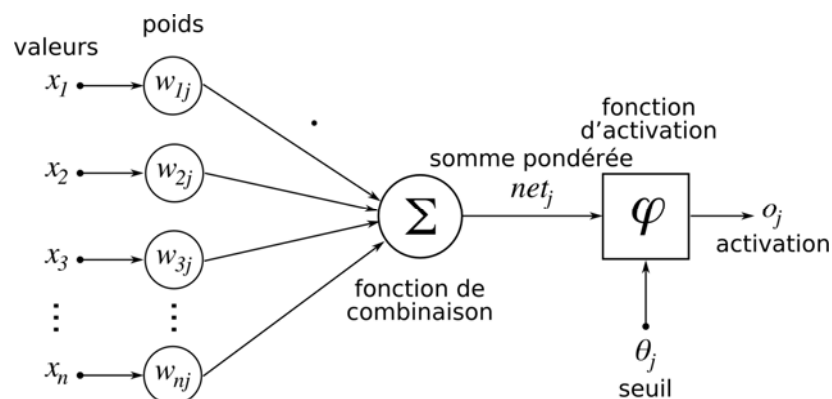 valeurs
poids
x1
w1j
x2
w2j
x3
w3j
xn
wnj
Σ
fonction de
combinaison
somme pondérée
netj
fonction
d'activation
φ
oj
activation
θj
seuil